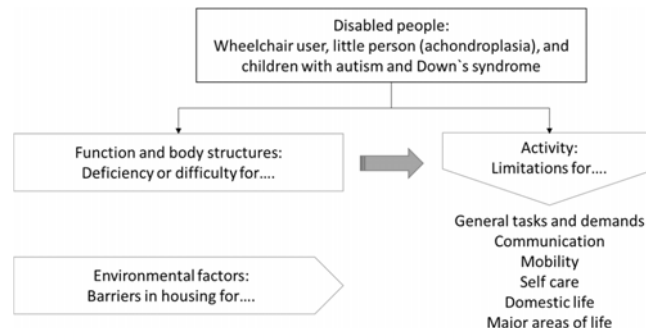 Disabled people:
Wheelchair user, little person (achondroplasia), and
children with autism and Down`s syndrome
Function and body structures:
Deficiency or difficulty for....
Activity:
Limitations for....
General tasks and demands
Communication
Mobility
Self care
Domestic life
Major areas of life
Environmental factors:
Barriers in housing for....